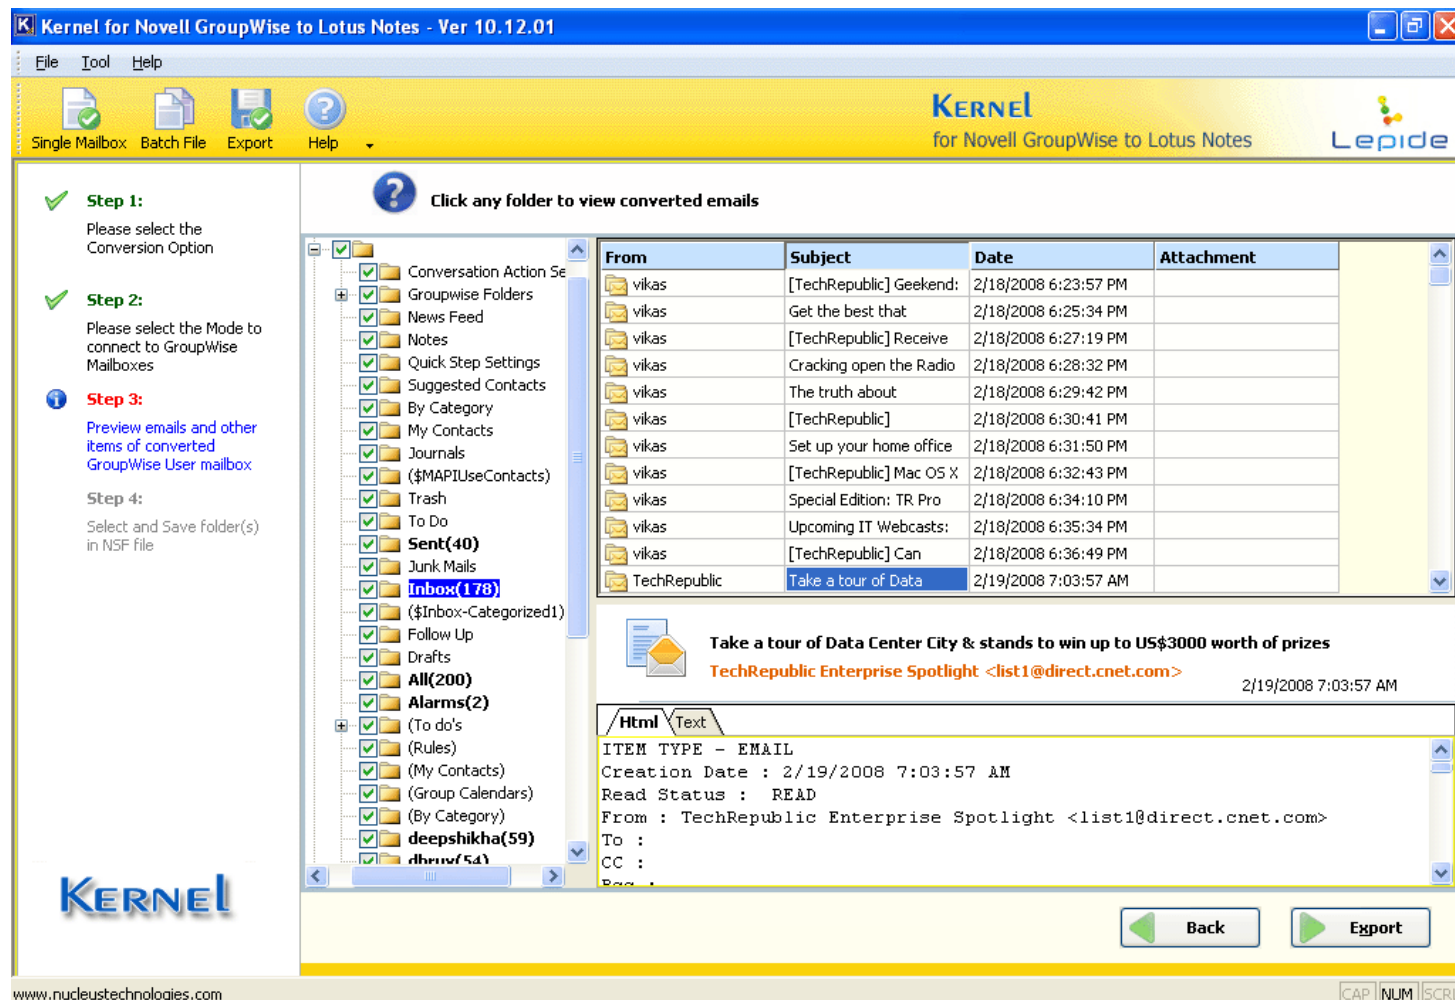 Kernel for Novell GroupWise to Lotus Notes - Ver 10.12.01
File Tool Help
Single Mailbox Batch File Export Help
KERNEL
for Novell GroupWise to Lotus Notes
Lepide
Step 1:
Please select the
Conversion Option
Step 2:
Please select the Mode to
connect to GroupWise
Mailboxes
Step 3:
Preview emails and other
items of converted
GroupWise User mailbox
Step 4:
Select and Save folder(s)
in NSF file
KERNEL
Click any folder to view converted emails
Conversation Action Se
Groupwise Folders
News Feed
Notes
Quick Step Settings
Suggested Contacts
By Category
My Contacts
Journals
($MAPIUseContacts)
Trash
To Do
Sent(40)
Junk Mails
Inbox(178)
($Inbox-Categorized1)
Follow Up
Drafts
All(200)
Alarms(2)
(To do's
(Rules)
(My Contacts)
(Group Calendars)
(By Category)
deepshikha(59)
dhruv(54)
From Subject Date Attachment
vikas [TechRepublic] Geekend: 2/18/2008 6:23:57 PM
vikas Get the best that 2/18/2008 6:25:34 PM
vikas [TechRepublic] Receive 2/18/2008 6:27:19 PM
vikas Cracking open the Radio 2/18/2008 6:28:32 PM
vikas The truth about 2/18/2008 6:29:42 PM
vikas [TechRepublic] 2/18/2008 6:30:41 PM
vikas Set up your home office 2/18/2008 6:31:50 PM
vikas [TechRepublic] Mac OS X 2/18/2008 6:32:43 PM
vikas Special Edition: TR Pro 2/18/2008 6:34:10 PM
vikas Upcoming IT Webcasts: 2/18/2008 6:35:34 PM
vikas [TechRepublic] Can 2/18/2008 6:36:49 PM
TechRepublic Take a tour of Data 2/19/2008 7:03:57 AM
Take a tour of Data Center City & stands to win up to US$3000 worth of prizes
TechRepublic Enterprise Spotlight <list1@direct.cnet.com>
2/19/2008 7:03:57 AM
Html Text
ITEM TYPE - EMAIL
Creation Date : 2/19/2008 7:03:57 AM
Read Status : READ
From : TechRepublic Enterprise Spotlight <list1@direct.cnet.com>
To :
CC :
Back Export
www.nucleustechnologies.com
CAP NUM SCR